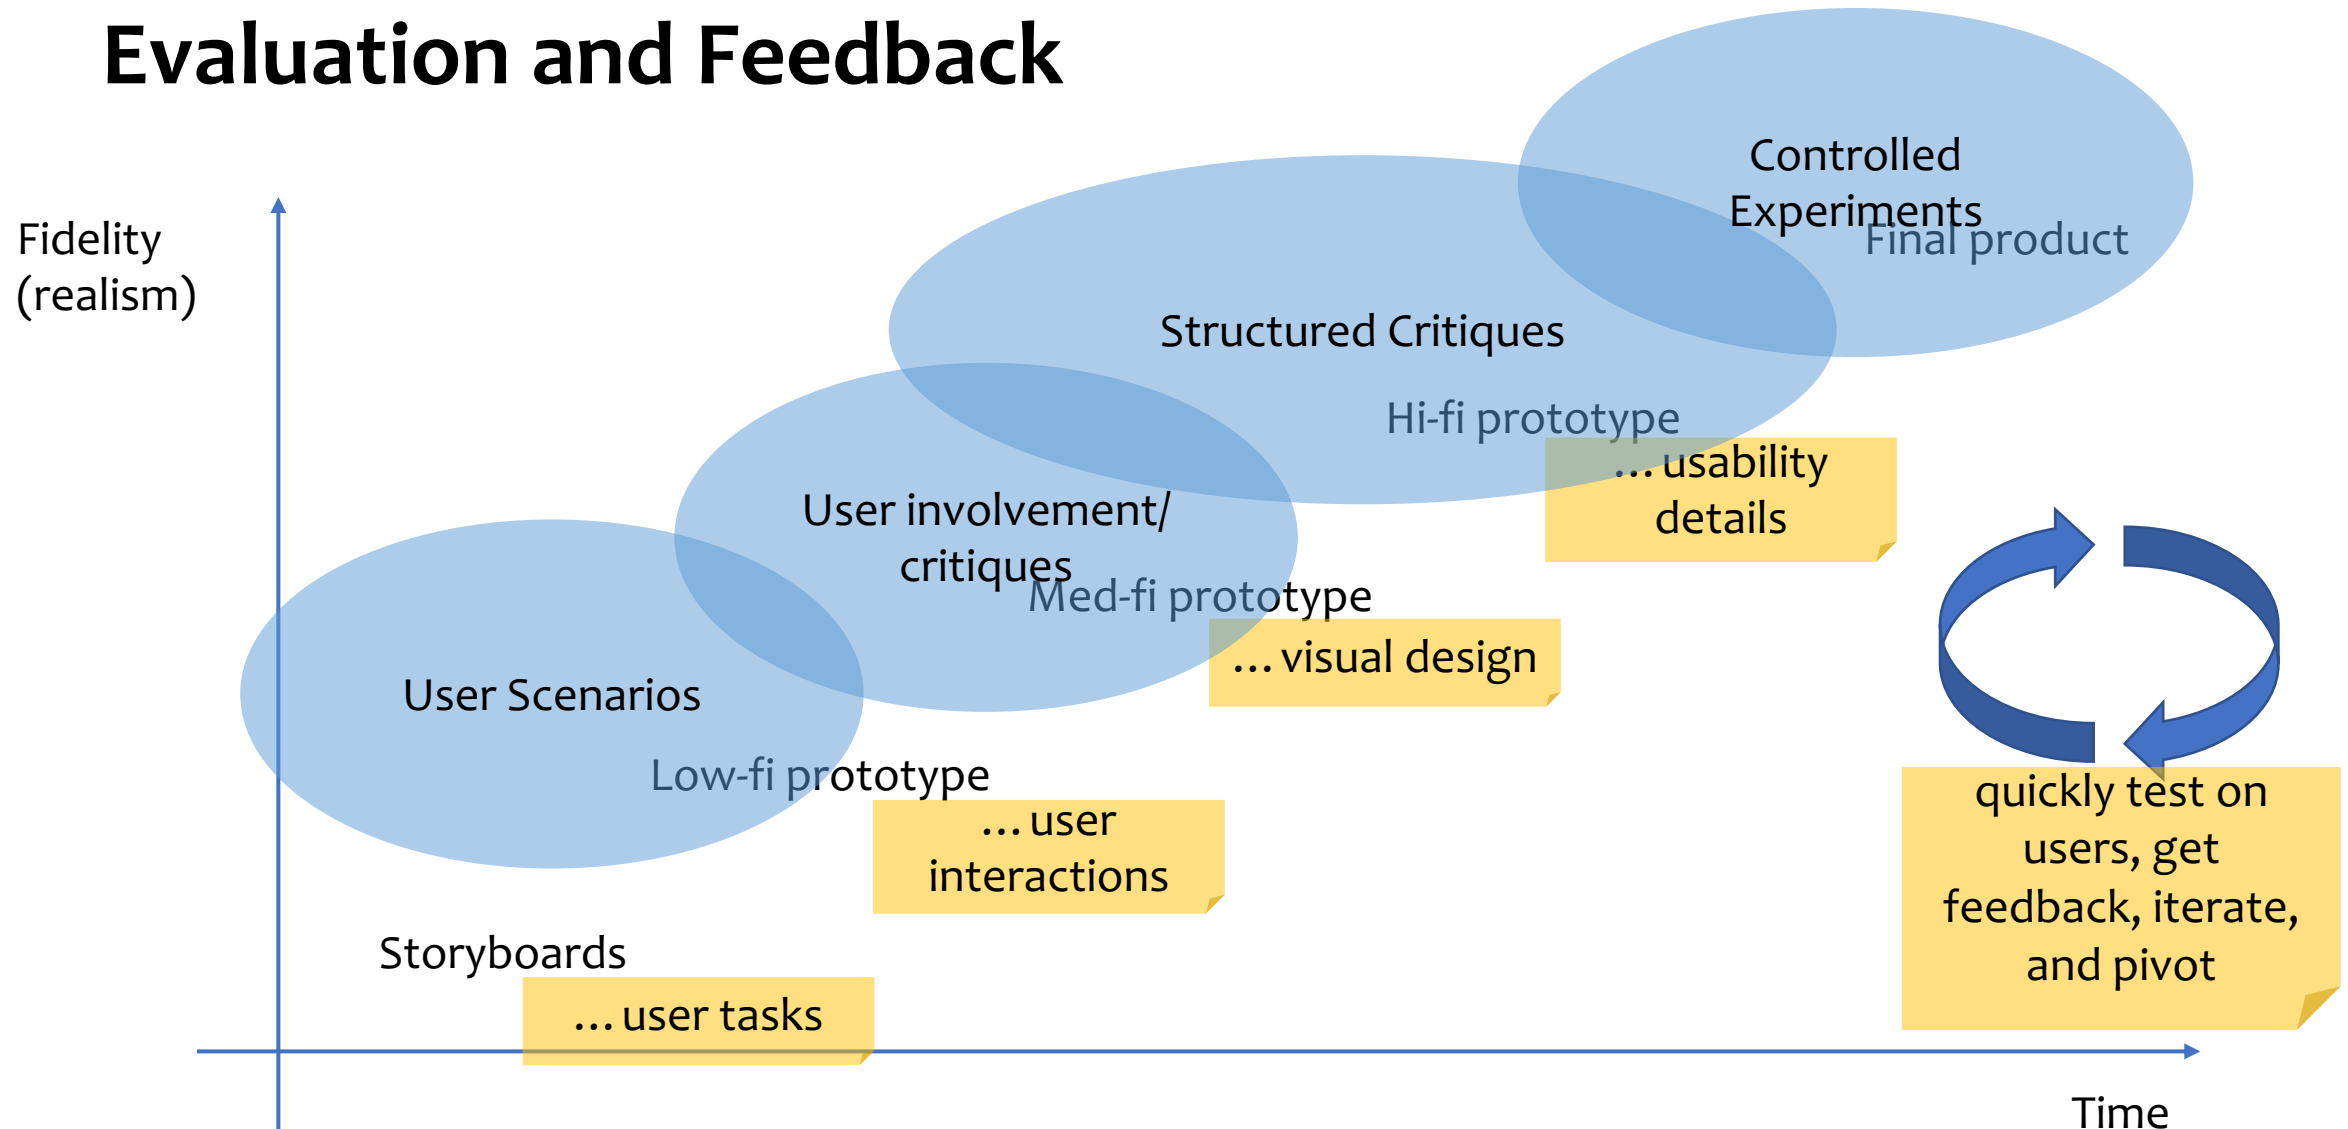 Evaluation and Feedback
Controlled
Experiments
Final product
Fidelity
(realism)
Structured Critiques
Hi-fi prototype
...usability
details
User involvement/
critiques
Med-fi prototype
...visual design
User Scenarios
Low-fi prototype
...user
interactions
quickly test on
users, get
feedback, iterate,
and pivot
Storyboards
...user tasks
Time